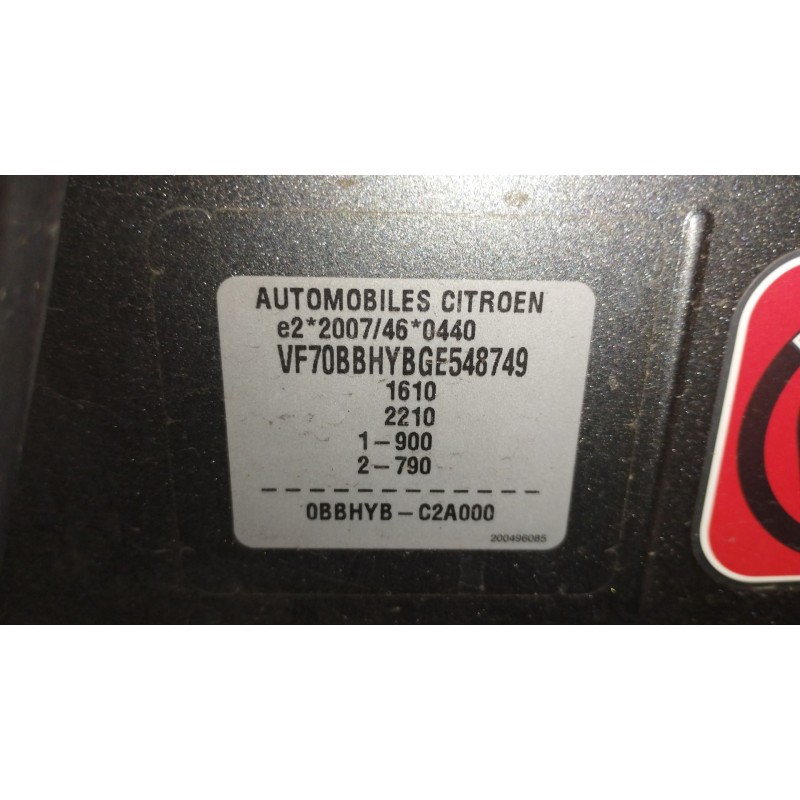 AUTOMOBILES CITROEN
e2*2007/46*0440
VF70BBHYBGE548749
1610
2210
1-900
2-790
0BBHYB-C2A000
200496085